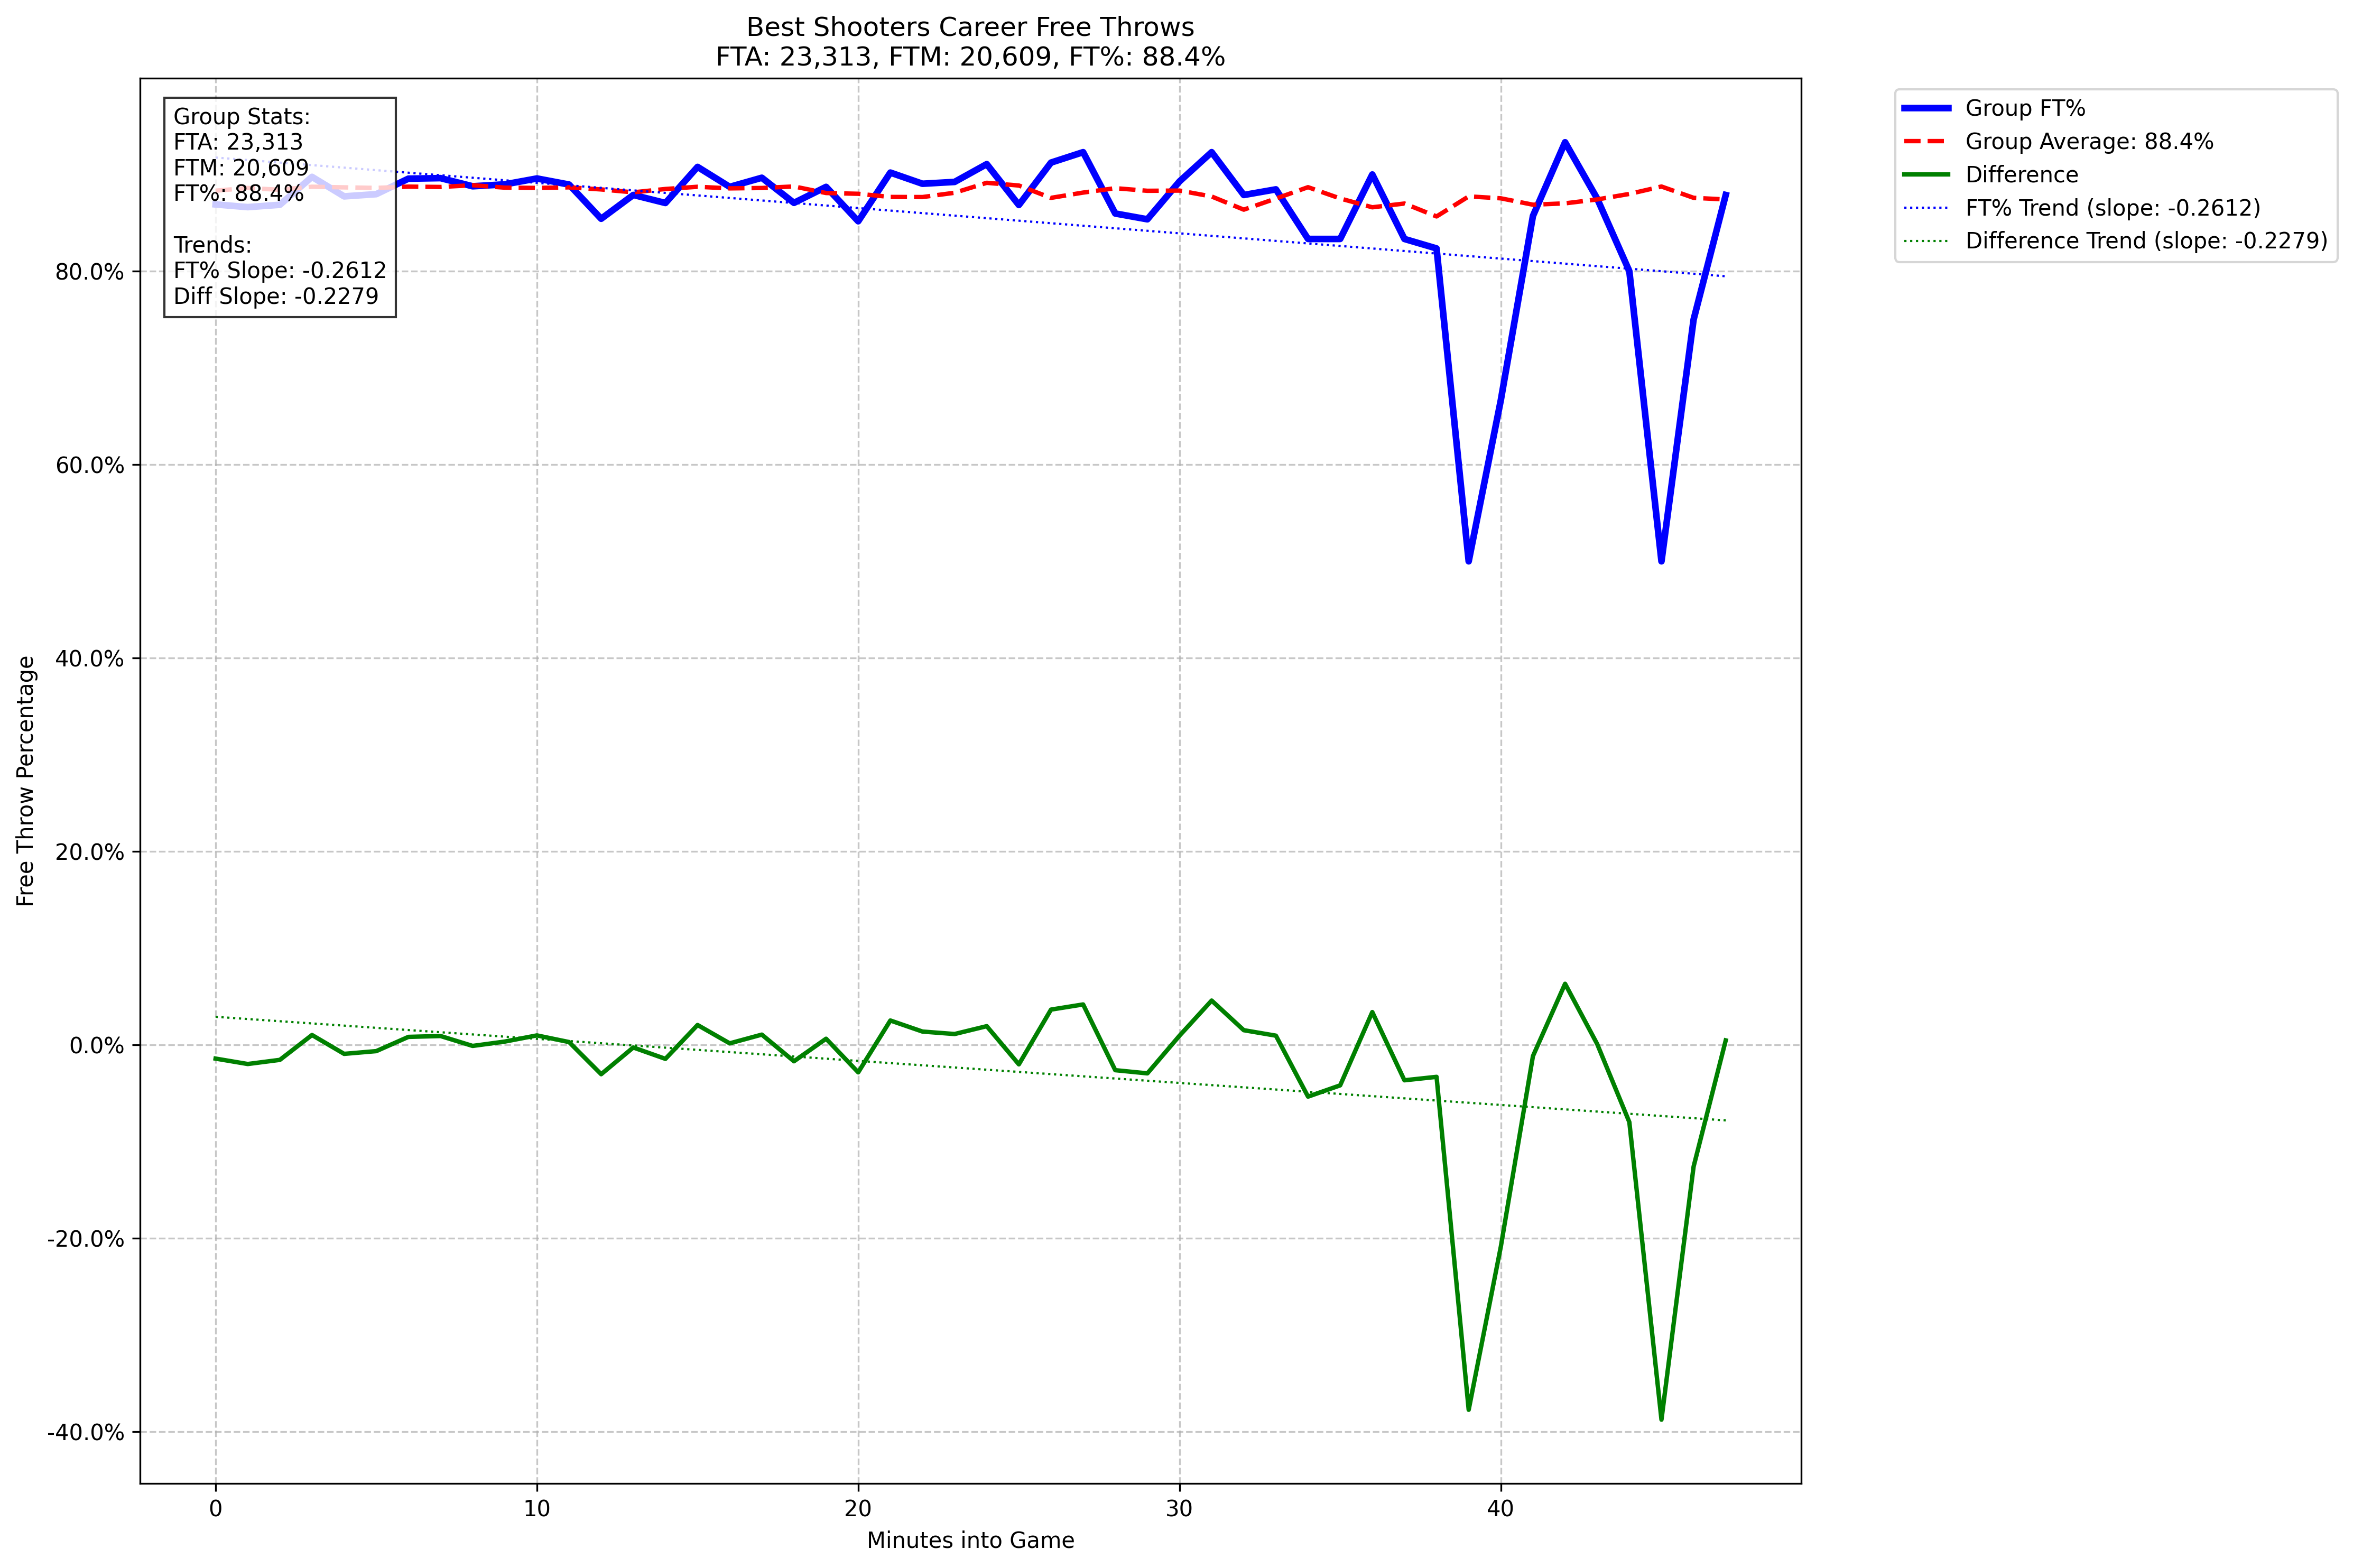 Best Shooters Career Free Throws
FTA: 23,313, FTM: 20,609, FT%: 88.4%
Group Stats:
FTA: 23,313
FTM: 20,609
FT%: 88.4%
Trends:
FT% Slope: -0.2612
Diff Slope: -0.2279
Group FT%
Group Average: 88.4%
Difference
FT% Trend (slope: -0.2612)
Difference Trend (slope: -0.2279)
Free Throw Percentage
80.0%
60.0%
40.0%
20.0%
0.0%
-20.0%
-40.0%
0 10 20 30 40
Minutes into Game